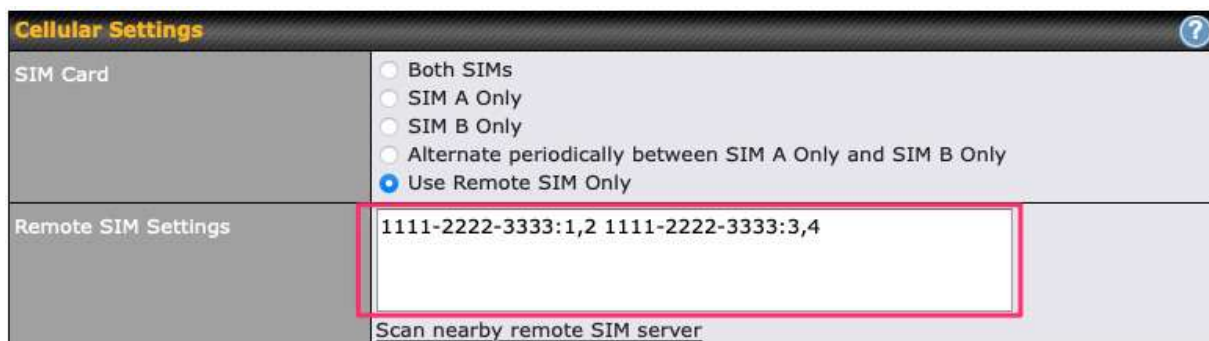 Cellular Settings
?
SIM Card
Both SIMs
SIM A Only
SIM B Only
Alternate periodically between SIM A Only and SIM B Only
Use Remote SIM Only
Remote SIM Settings
1111-2222-3333:1,2 1111-2222-3333:3,4
Scan nearby remote SIM server